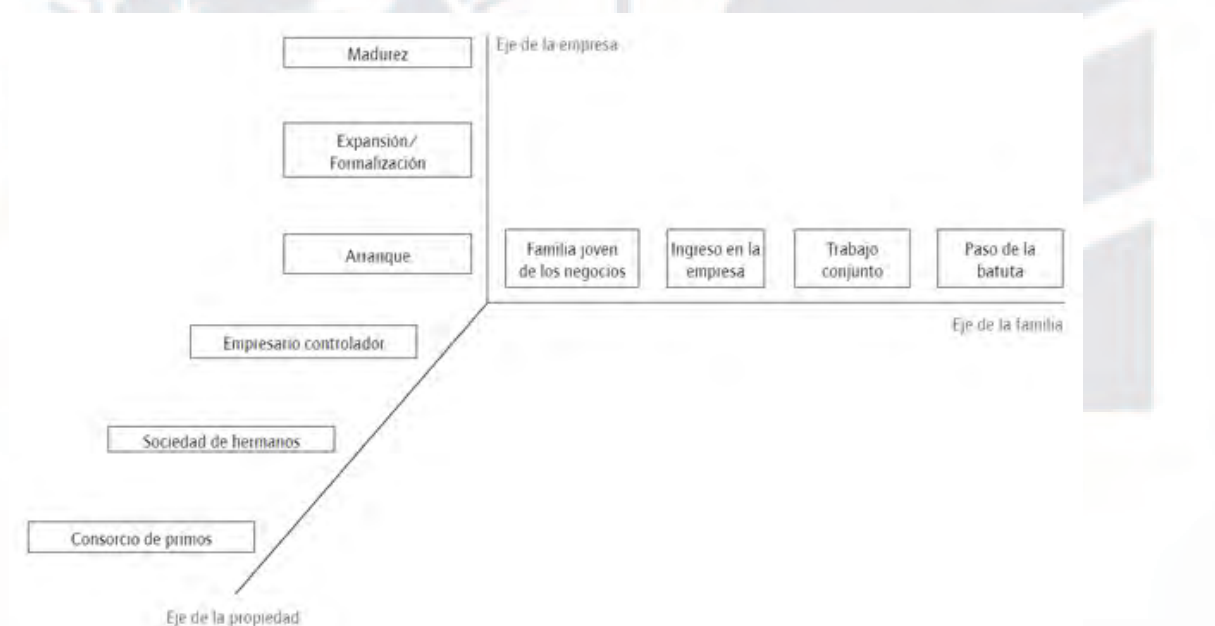 Eje de la empresa
Madurez
Expansión/
Formalización
Arranque
Familia joven
de los negocios
Ingreso en la
empresa
Trabajo
conjunto
Paso de la
batuta
Eje de la familia
Empresario controlador
Sociedad de hermanos
Consorcio de primos
Eje de la propiedad